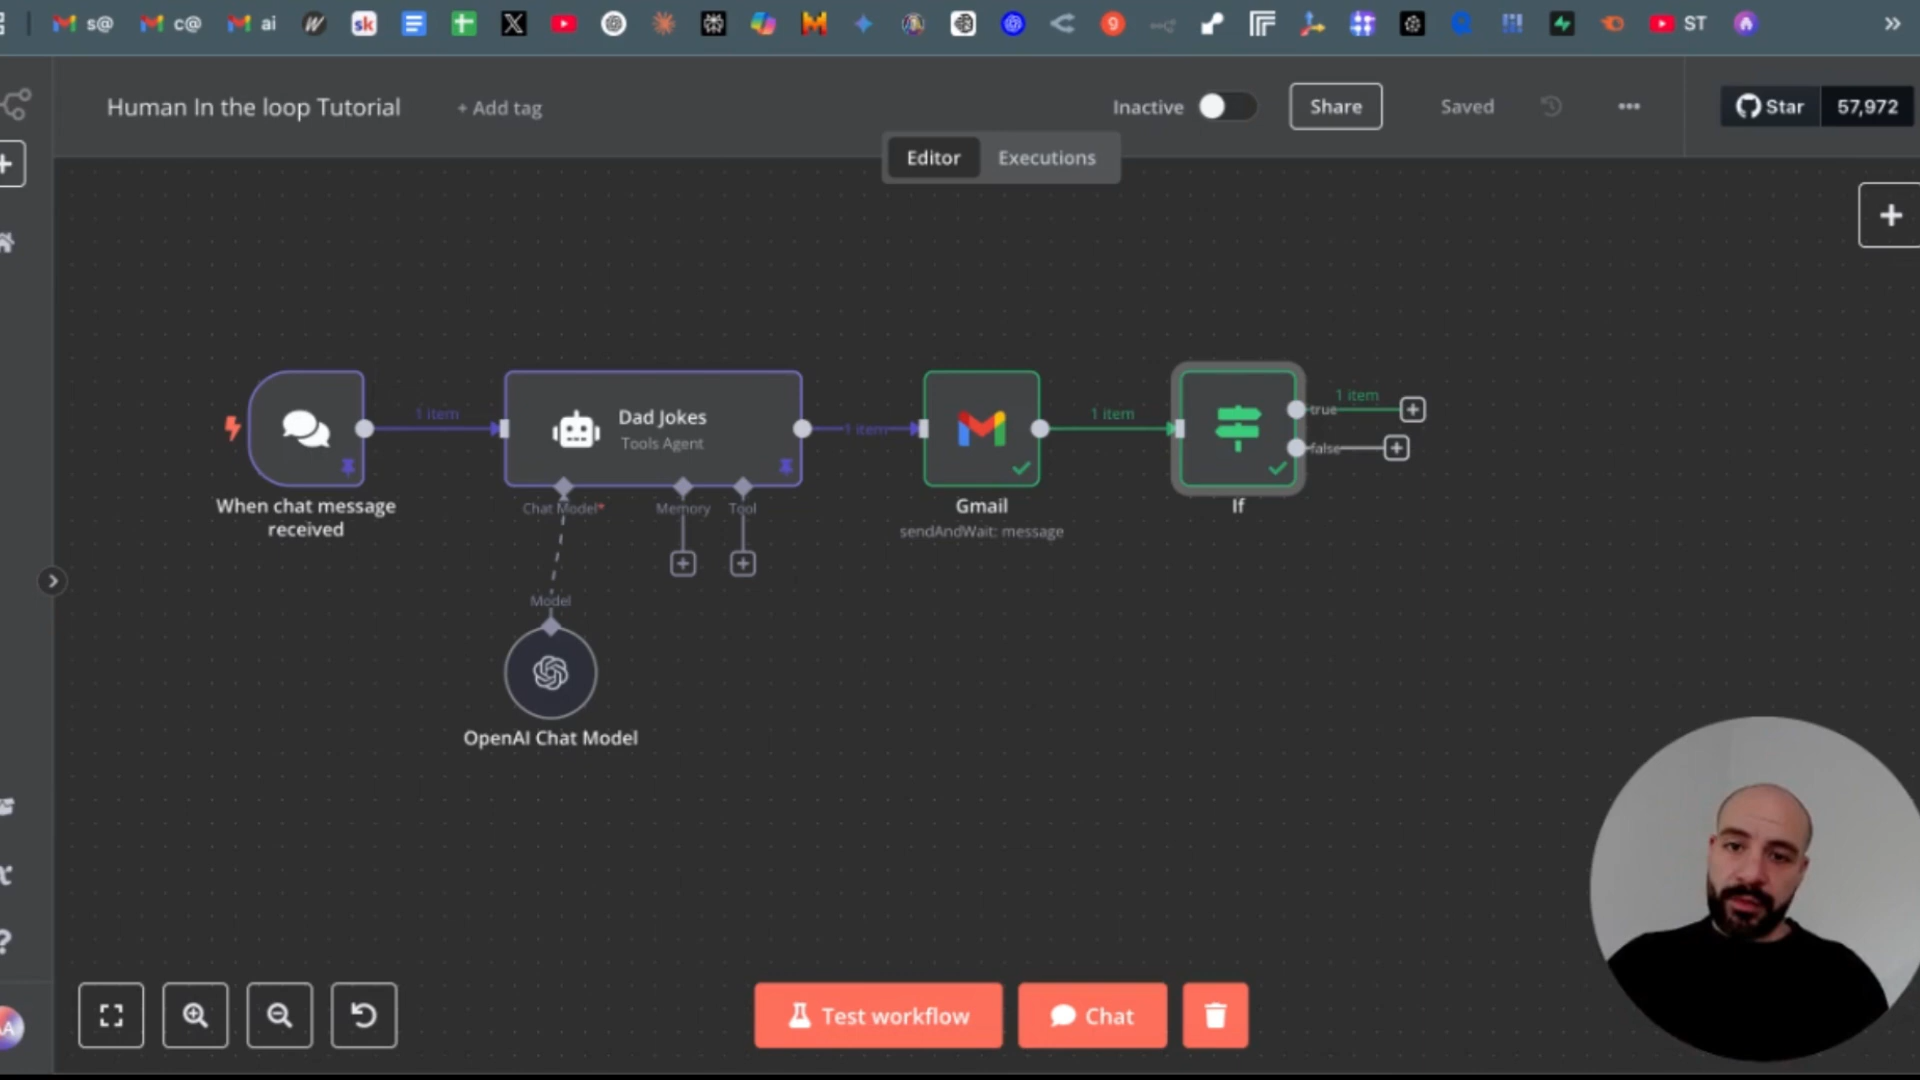 s@ c@ ai sk 9 ST
Human In the loop Tutorial + Add tag Inactive Share Saved Star 57,972
Editor Executions
1 item
Dad Jokes
Tools Agent
1 item
1 item
1 item
true
false
Chat Model*
Memory
Tool
When chat message
received
Gmail
sendAndWait: message
If
Model
OpenAI Chat Model
Test workflow Chat